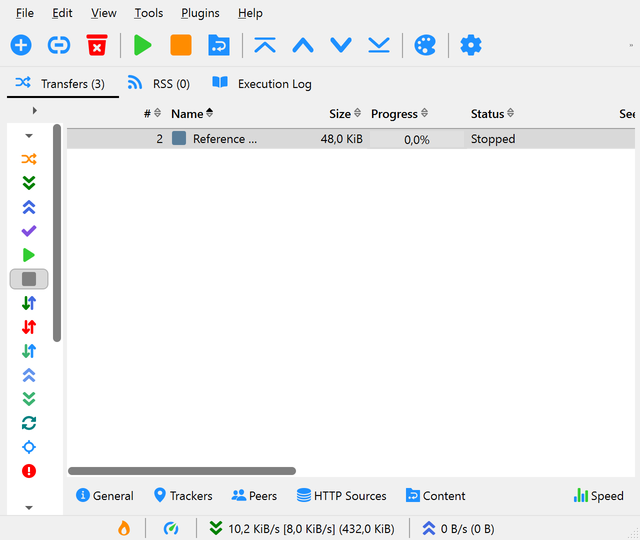 File Edit View Tools Plugins Help
Transfers (3) RSS (0) Execution Log
# Name Size Progress Status See
2 Reference ... 48,0 KiB 0,0% Stopped
General Trackers Peers HTTP Sources Content Speed
10,2 KiB/s [8,0 KiB/s] (432,0 KiB) 0 B/s (0 B)